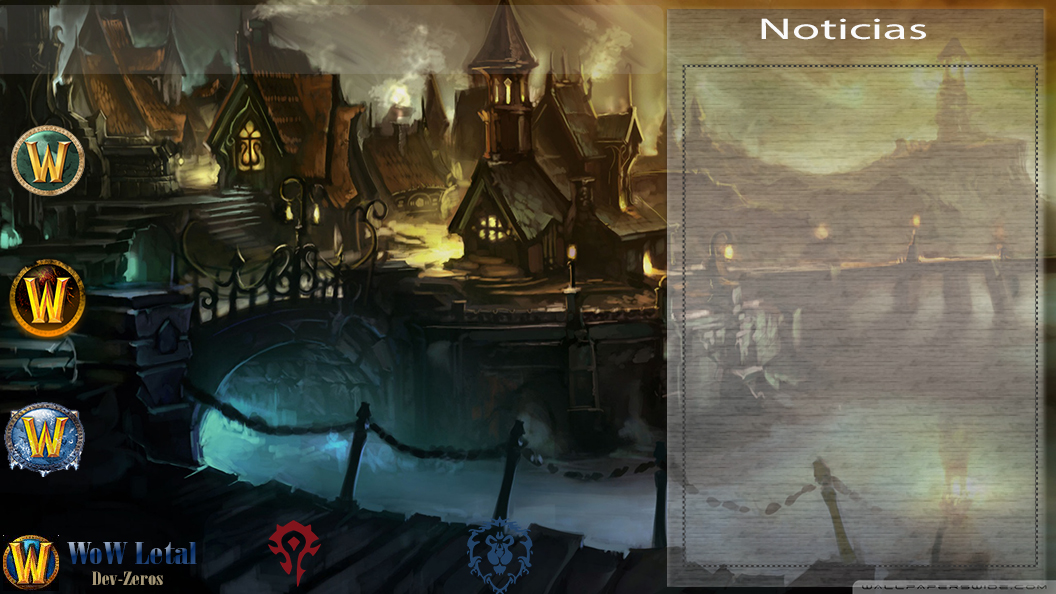 Noticias
W
W
W
W
WoW Letal
Dev-Zeros
WALLPAPERSWIDE.COM